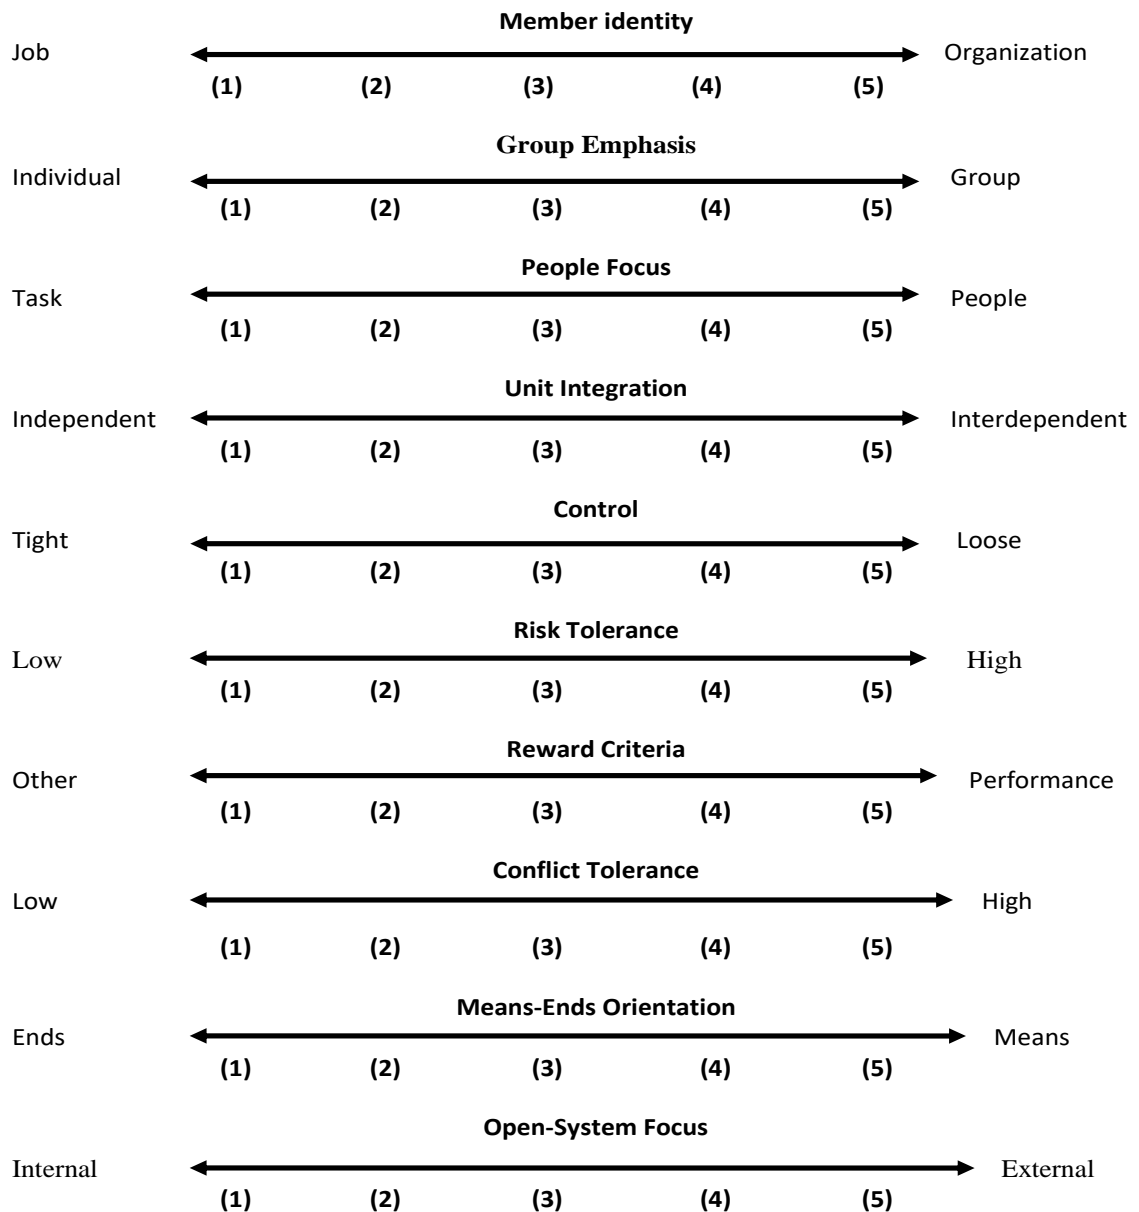 Member identity
Job Organization
(1) (2) (3) (4) (5)
Group Emphasis
Individual Group
(1) (2) (3) (4) (5)
People Focus
Task People
(1) (2) (3) (4) (5)
Unit Integration
Independent Interdependent
(1) (2) (3) (4) (5)
Control
Tight Loose
(1) (2) (3) (4) (5)
Risk Tolerance
Low High
(1) (2) (3) (4) (5)
Reward Criteria
Other Performance
(1) (2) (3) (4) (5)
Conflict Tolerance
Low High
(1) (2) (3) (4) (5)
Means-Ends Orientation
Ends Means
(1) (2) (3) (4) (5)
Open-System Focus
Internal External
(1) (2) (3) (4) (5)